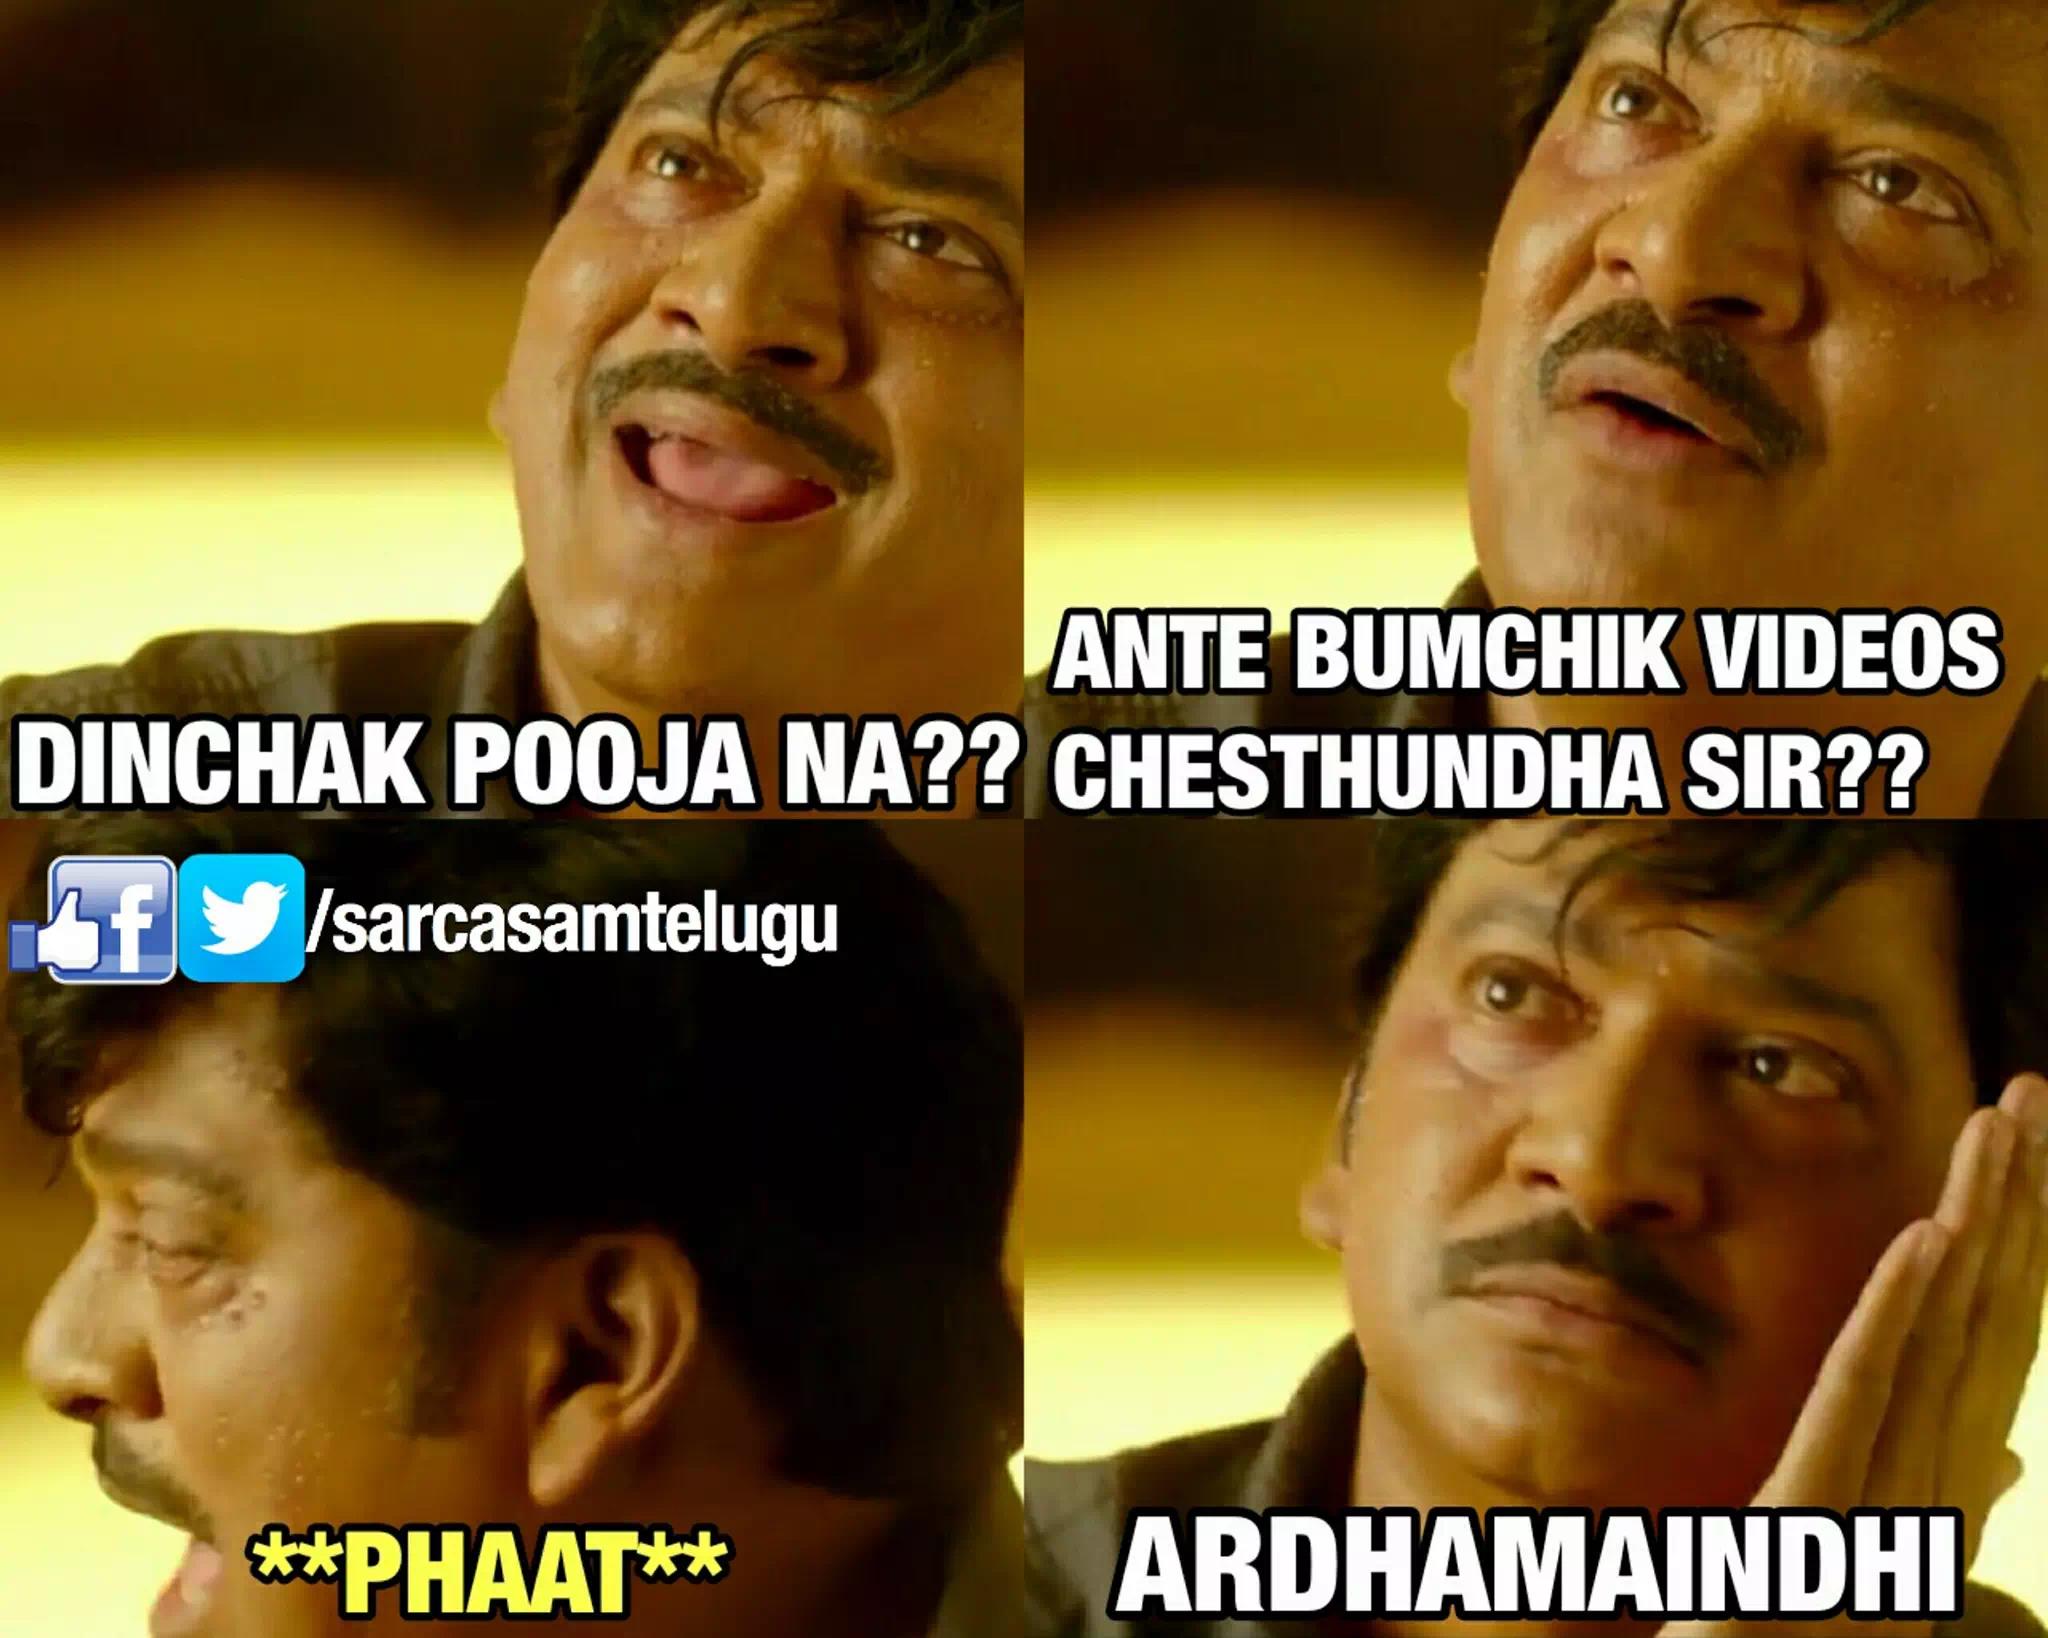 DINCHAK POOJA NA??
ANTE BUMCHIK VIDEOS
CHESTHUNDHA SIR??
f /sarcasamtelugu
**PHAAT**
ARDHAMAINDHI